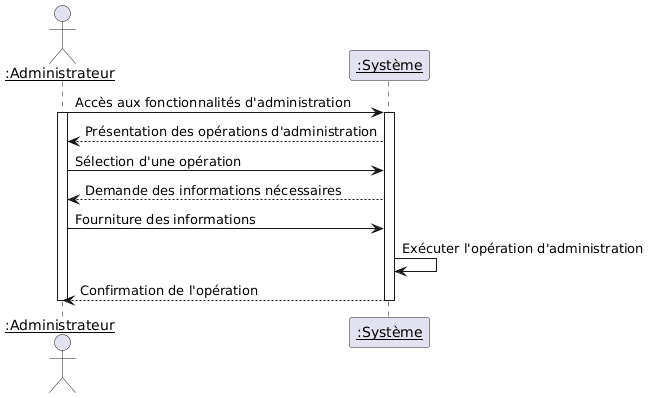 :Administrateur
:Système
Accès aux fonctionnalités d'administration
Présentation des opérations d'administration
Sélection d'une opération
Demande des informations nécessaires
Fourniture des informations
Exécuter l'opération d'administration
Confirmation de l'opération
:Administrateur
:Système